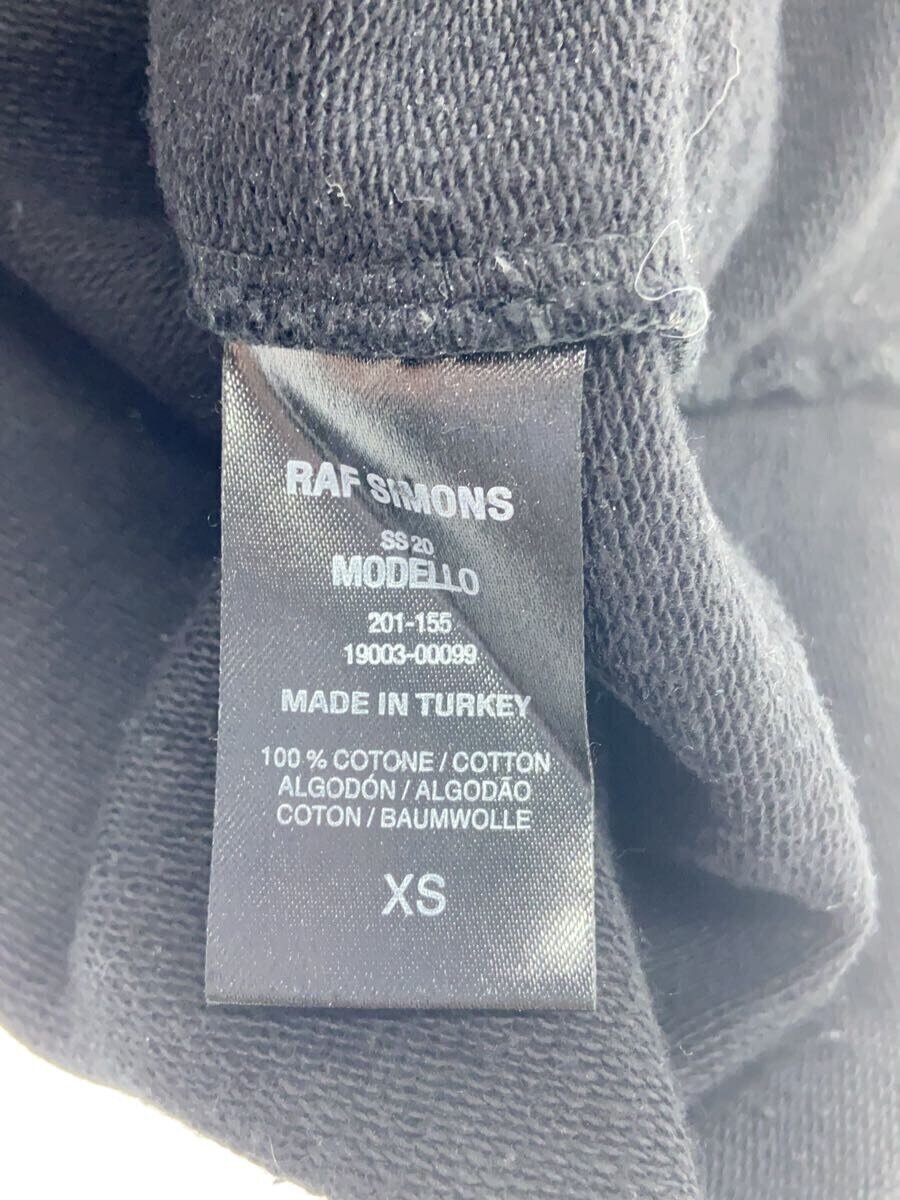 RAF SIMONS
SS 20
MODELLO
201-155
19003-00099
MADE IN TURKEY
100 % COTONE / COTTON
ALGODÓN / ALGODÃO
COTON / BAUMWOLLE
XS